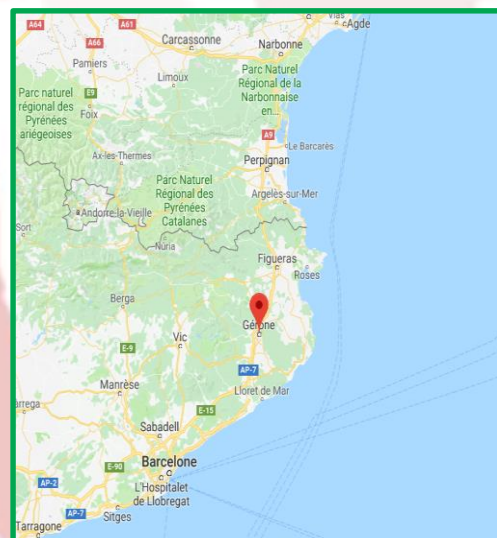 A64
A61
Vias
Agde
Carcassonne
A66
Narbonne
Pamiers
Limoux
Parc Naturel
Régional de la
Narbonnaise
en...
Parc naturel
régional des
Pyrénées
ariégeoises
E9
Foix
A9
Le Barcarès
Ax-les-Thermes
Perpignan
Parc Naturel
Régional des
Pyrénées
Catalanes
Argelès-sur-Mer
Andorre-la-Vieille
Sort
Núria
Figueras
Roses
Berga
Gérone
Vic
E-9
AP-7
Manrèse
Lloret de Mar
arrega
E-15
Sabadell
Barcelone
E-90
AP-2
L'Hospitalet
de Llobregat
AP-7
Sitges
Tarragone